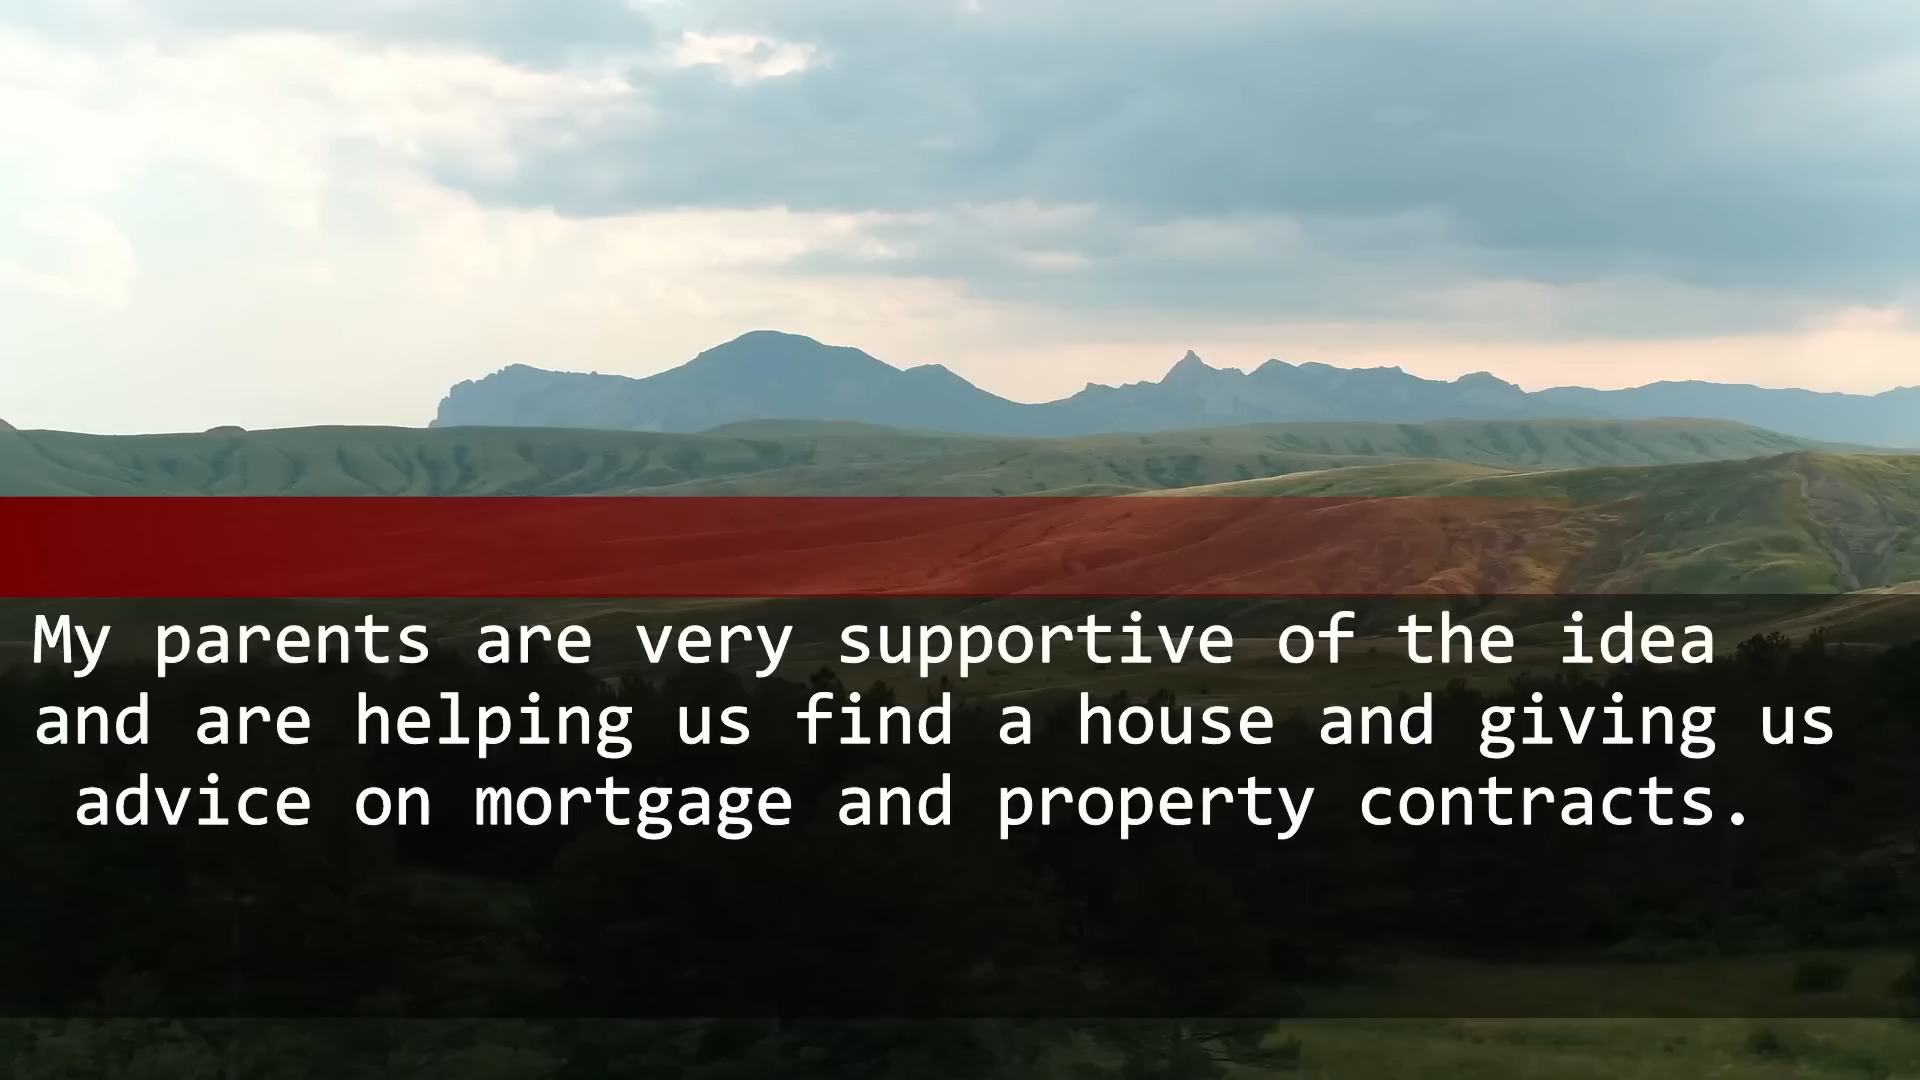 My parents are very supportive of the idea
and are helping us find a house and giving us
advice on mortgage and property contracts.